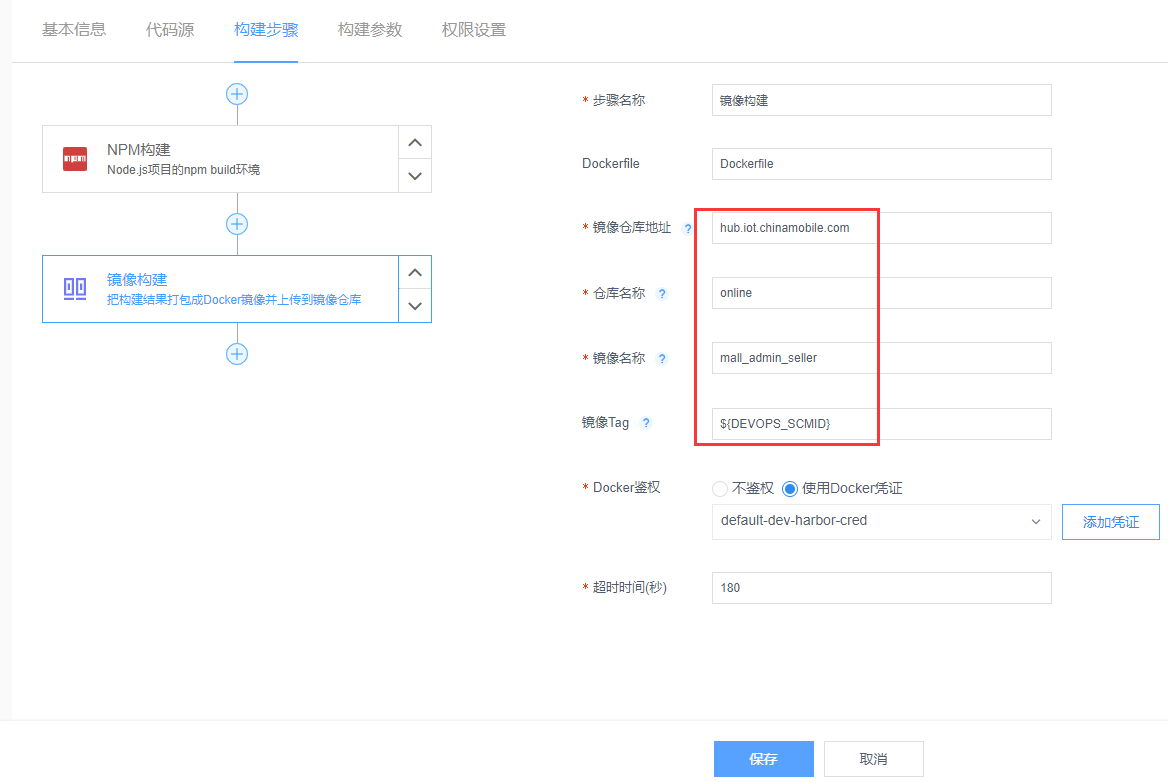 基本信息 代码源 构建步骤 构建参数 权限设置
NPM构建
Node.js项目的npm build环境
镜像构建
把构建结果打包成Docker镜像并上传到镜像仓库
* 步骤名称 镜像构建
Dockerfile Dockerfile
* 镜像仓库地址 ? hub.iot.chinamobile.com
* 仓库名称 ? online
* 镜像名称 ? mall_admin_seller
镜像Tag ? ${DEVOPS_SCMID}
* Docker鉴权 不鉴权 使用Docker凭证
default-dev-harbor-cred 添加凭证
* 超时时间(秒) 180
保存 取消